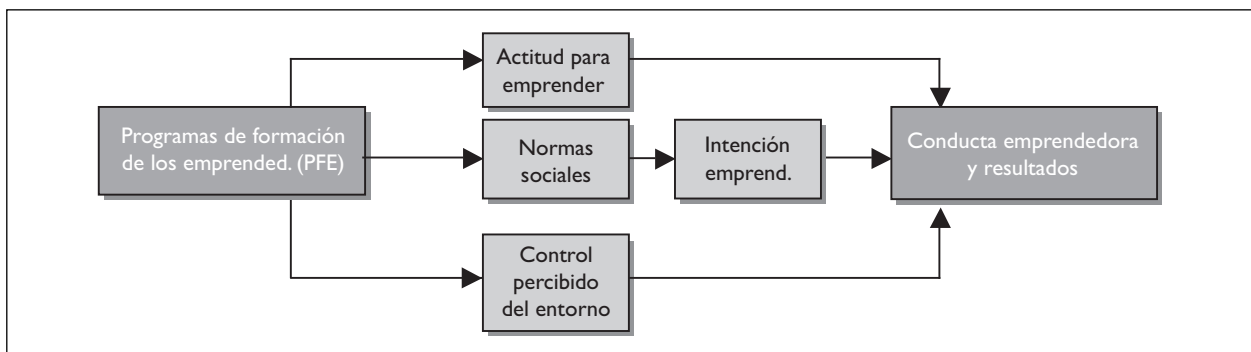 Actitud para
emprender
Programas de formación
de los emprended. (PFE)
Normas
sociales
Intención
emprend.
Conducta emprendedora
y resultados
Control
percibido
del entorno